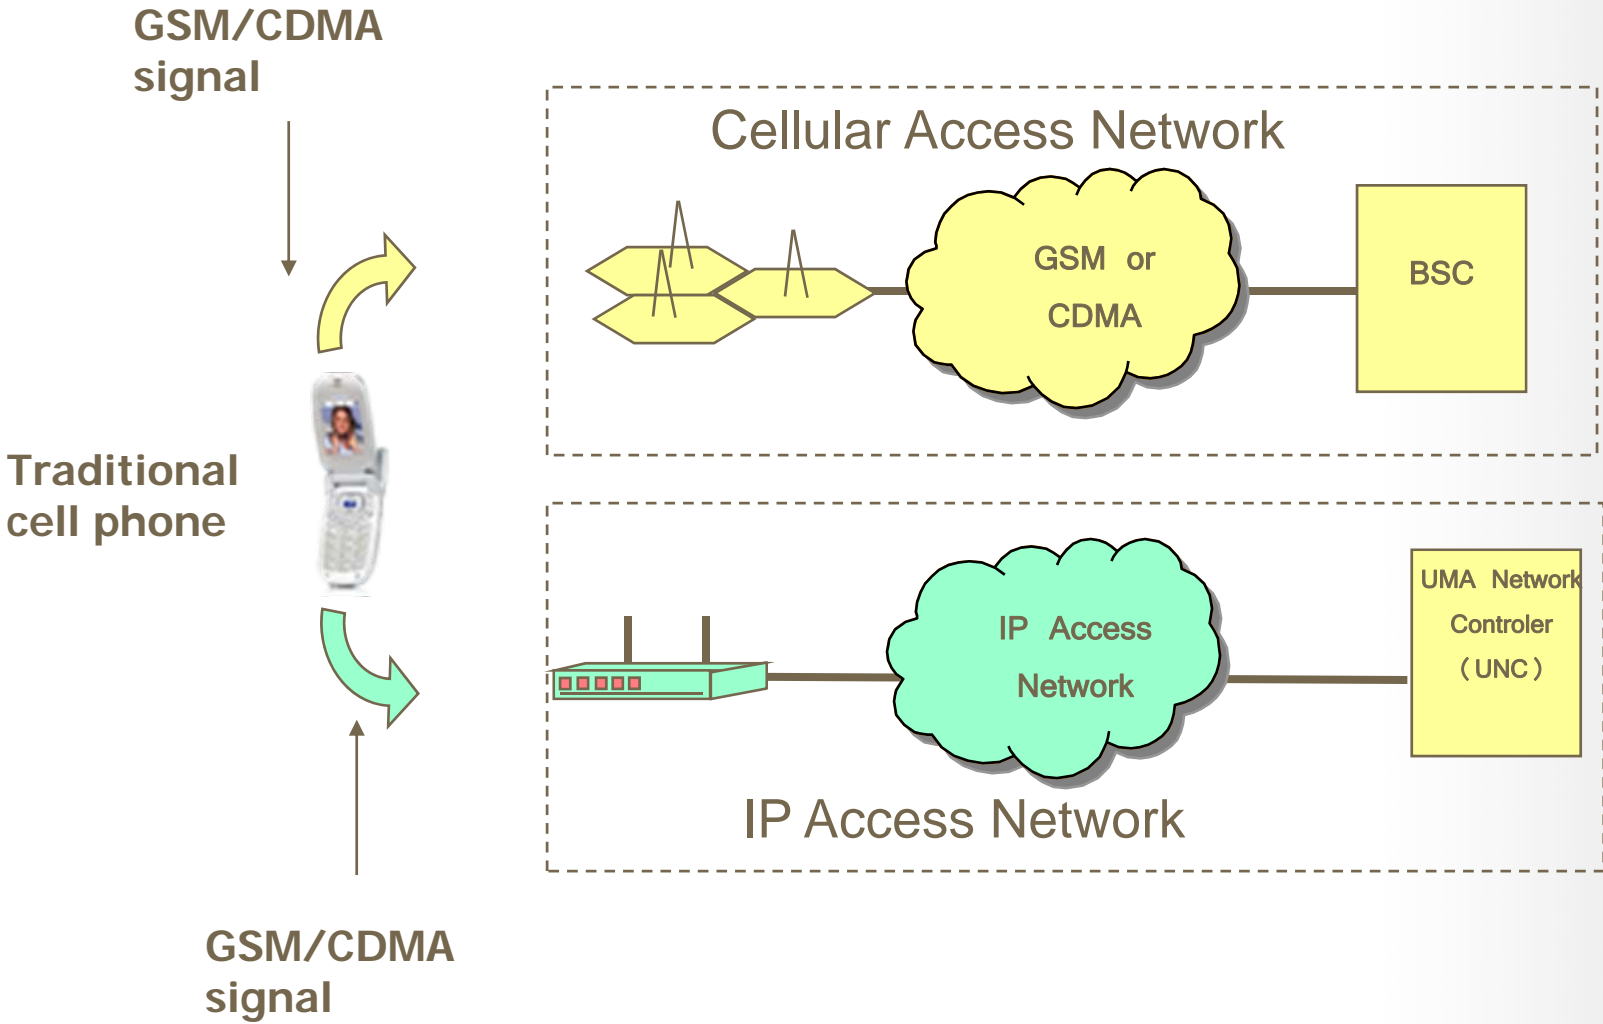 GSM/CDMA
signal
Cellular Access Network
GSM or
CDMA
BSC
Traditional
cell phone
UMA Network
Controler
(UNC)
IP Access
Network
IP Access Network
GSM/CDMA
signal